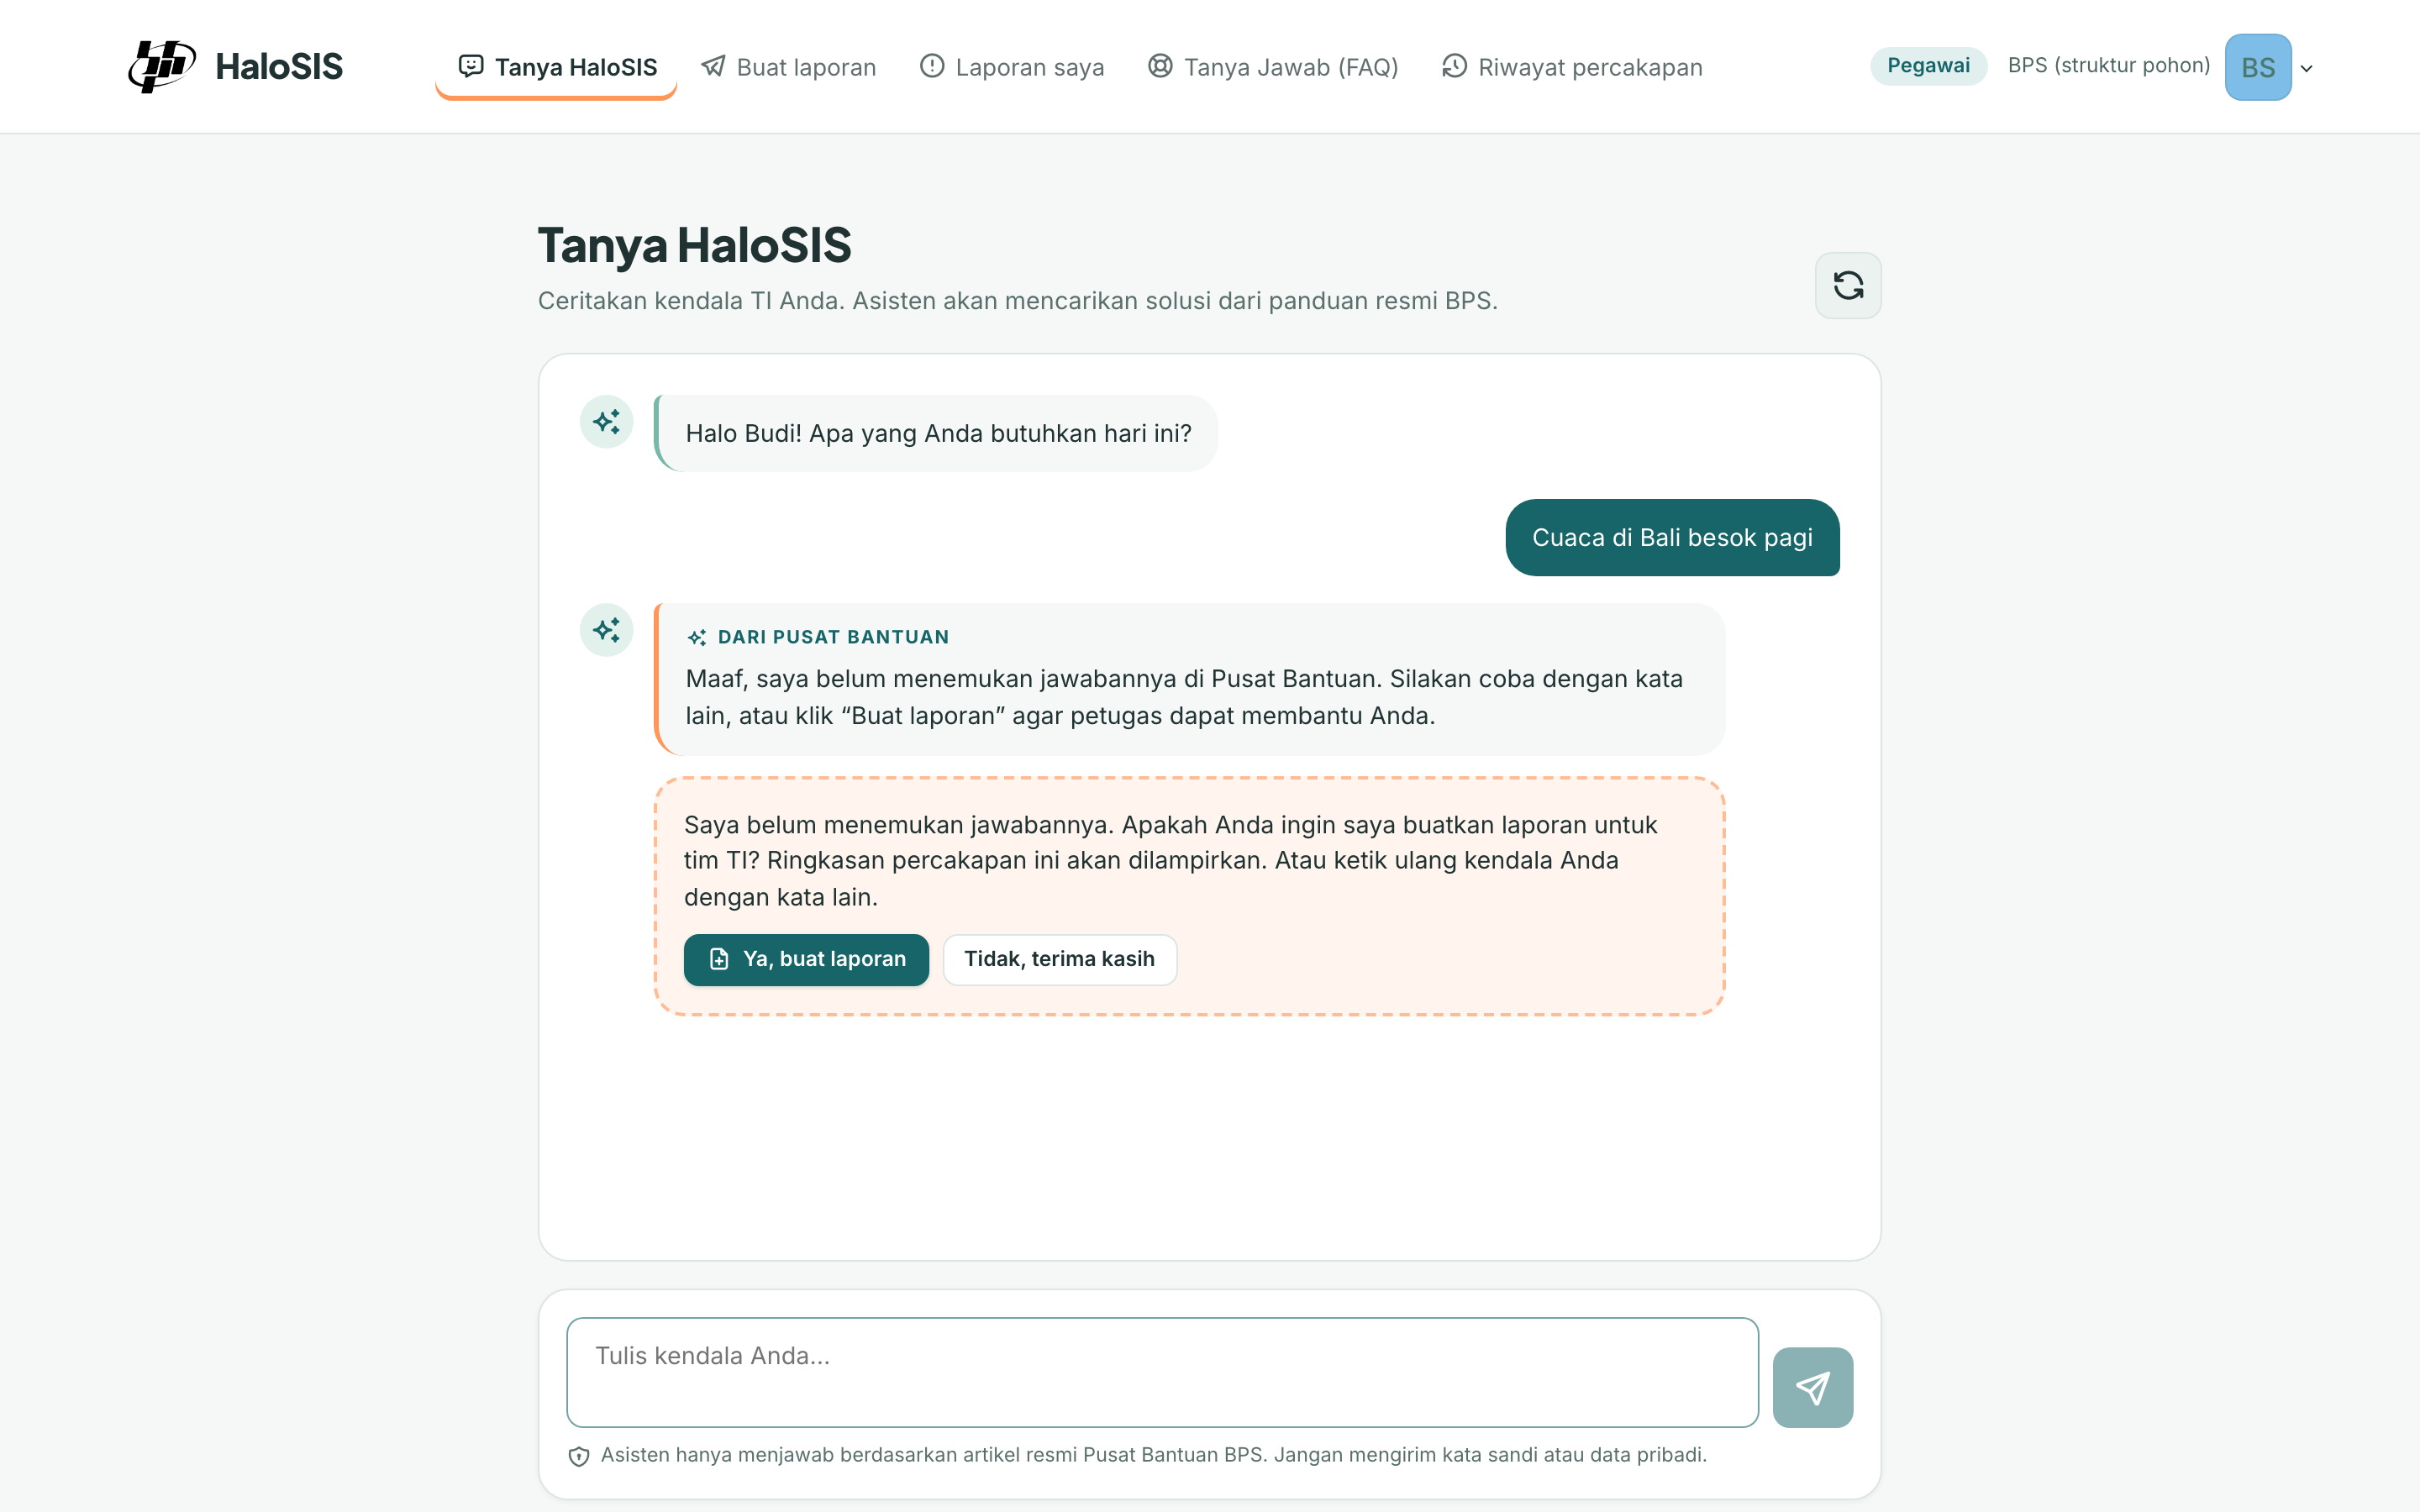 HaloSIS
Tanya HaloSIS
Buat laporan
Laporan saya
Tanya Jawab (FAQ)
Riwayat percakapan
Pegawai
BPS (struktur pohon)
BS
Tanya HaloSIS
Ceritakan kendala TI Anda. Asisten akan mencarikan solusi dari panduan resmi BPS.
Halo Budi! Apa yang Anda butuhkan hari ini?
Cuaca di Bali besok pagi
DARI PUSAT BANTUAN
Maaf, saya belum menemukan jawabannya di Pusat Bantuan. Silakan coba dengan kata
lain, atau klik “Buat laporan” agar petugas dapat membantu Anda.
Saya belum menemukan jawabannya. Apakah Anda ingin saya buatkan laporan untuk
tim TI? Ringkasan percakapan ini akan dilampirkan. Atau ketik ulang kendala Anda
dengan kata lain.
Ya, buat laporan
Tidak, terima kasih
Tulis kendala Anda...
Asisten hanya menjawab berdasarkan artikel resmi Pusat Bantuan BPS. Jangan mengirim kata sandi atau data pribadi.